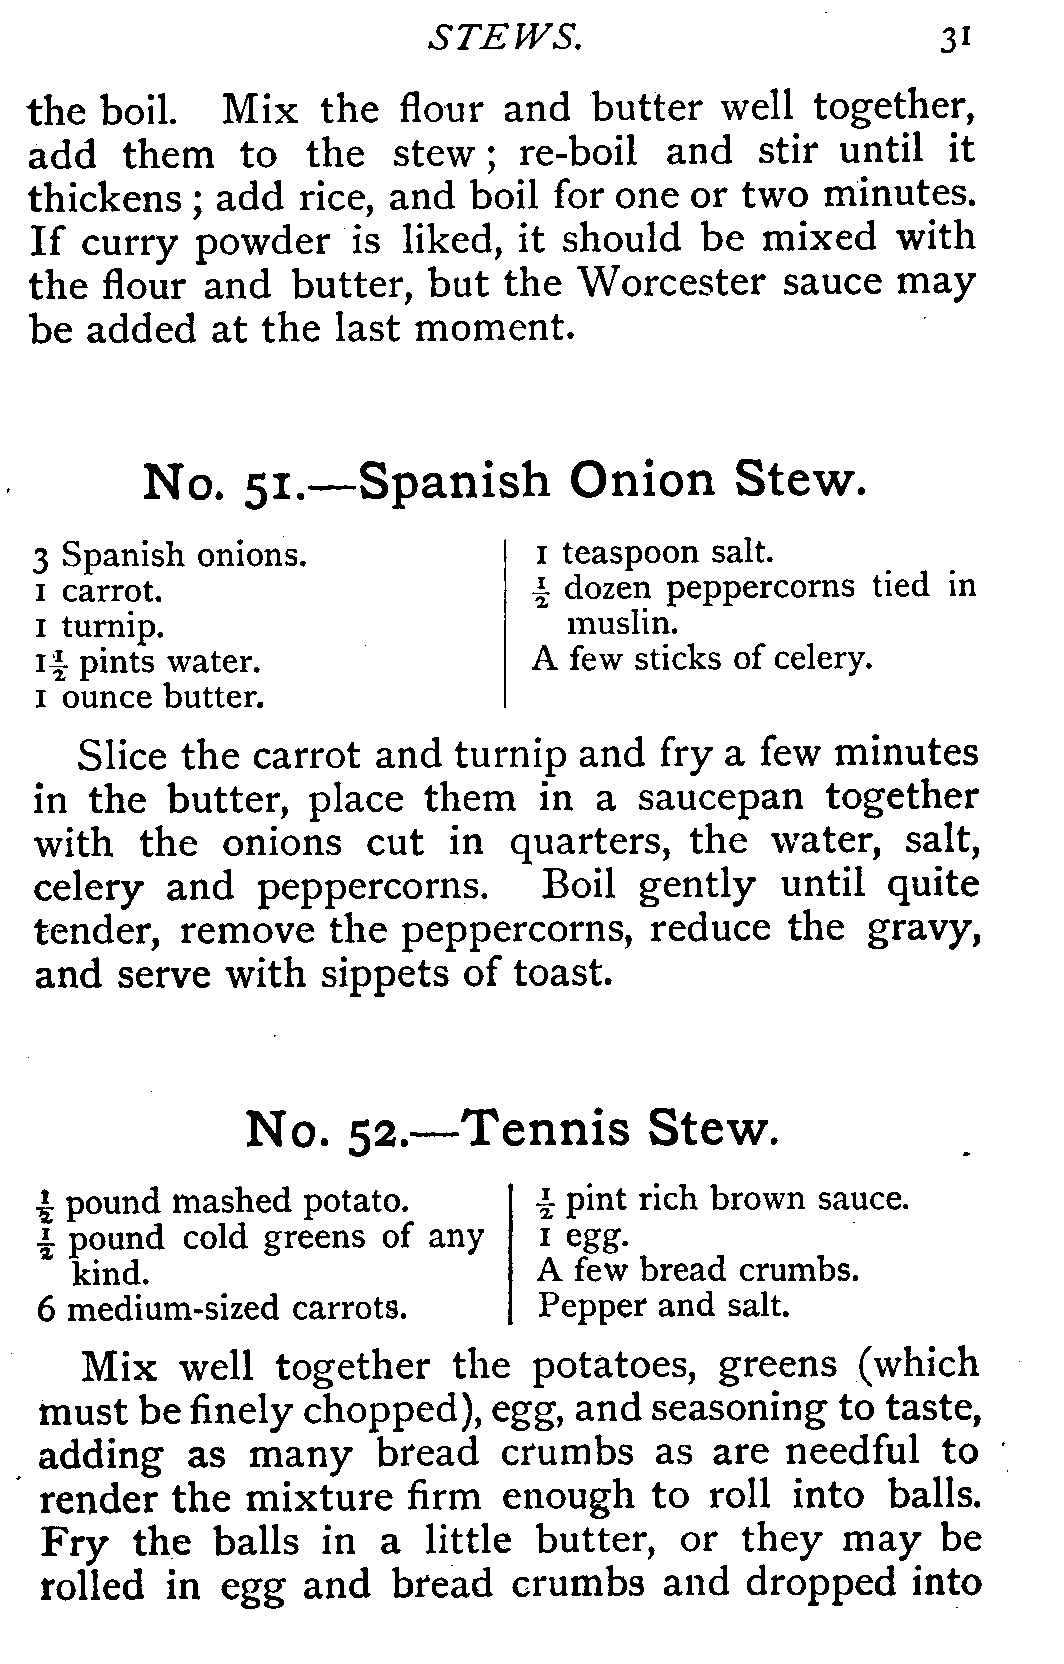 STEWS. 31
the boil. Mix the flour and butter well together,
add them to the stew; re-boil and stir until it
thickens; add rice, and boil for one or two minutes.
If curry powder is liked, it should be mixed with
the flour and butter, but the Worcester sauce may
be added at the last moment.
No. 51.—Spanish Onion Stew.
3 Spanish onions.
1 carrot.
1 turnip.
1½ pints water.
1 ounce butter.
1 teaspoon salt.
½ dozen peppercorns tied in
muslin.
A few sticks of celery.
Slice the carrot and turnip and fry a few minutes
in the butter, place them in a saucepan together
with the onions cut in quarters, the water, salt,
celery and peppercorns. Boil gently until quite
tender, remove the peppercorns, reduce the gravy,
and serve with sippets of toast.
No. 52.—Tennis Stew.
½ pound mashed potato.
½ pound cold greens of any
kind.
6 medium-sized carrots.
½ pint rich brown sauce.
1 egg.
A few bread crumbs.
Pepper and salt.
Mix well together the potatoes, greens (which
must be finely chopped), egg, and seasoning to taste,
adding as many bread crumbs as are needful to
render the mixture firm enough to roll into balls.
Fry the balls in a little butter, or they may be
rolled in egg and bread crumbs and dropped into